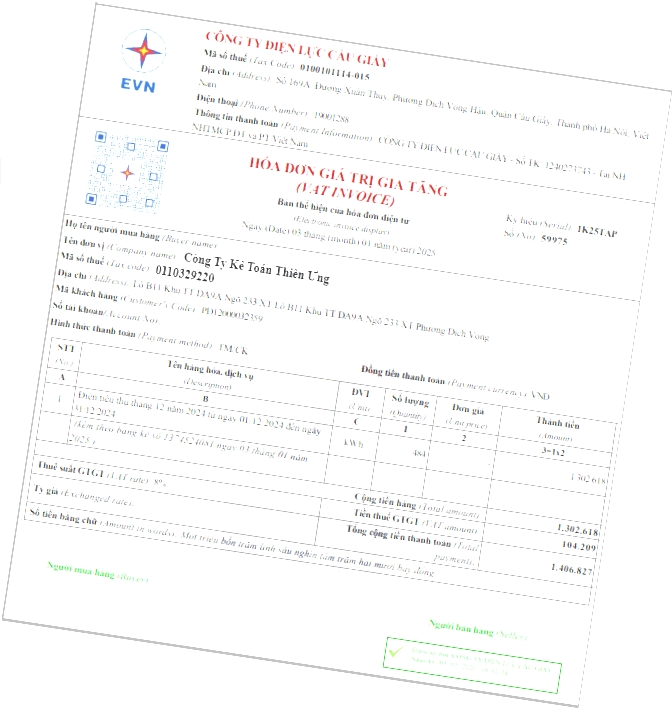 CÔNG TY ĐIỆN LỰC CẦU GIẤY
Mã số thuế (Tax Code): 0100101114-015
Địa chỉ (Address): Số 169A, Đường Xuân Thủy, Phường Dịch Vọng Hậu, Quận Cầu Giấy, Thành phố Hà Nội, Việt
Nam
Điện thoại (Phone Number): 19001288
Thông tin thanh toán (Payment Information): CÔNG TY ĐIỆN LỰC CẦU GIẤY - Số TK: 1240273743 - Tại NH
NHTMCP ĐT và PT Việt Nam
EVN
HÓA ĐƠN GIÁ TRỊ GIA TĂNG
(VAT INVOICE)
Bản thể hiện của hóa đơn điện tử
(Electronic invoice display)
Ngày (Date) 03 tháng (month) 01 năm (year) 2025
Ký hiệu (Serial): 1K25TAP
Số (No): 59975
Họ tên người mua hàng (Buyer name):
Tên đơn vị (Company name): Công Ty Kế Toán Thiên Ưng
Mã số thuế (Tax code): 0110329220
Địa chỉ (Address): Lô B11 Khu TT DA9A Ngõ 233 X1 Lô B11 Khu TT DA9A Ngõ 233 X1 Phường Dịch Vọng
Mã khách hàng (Customer's Code): PD12000032359
Số tài khoản (Account No):
Hình thức thanh toán (Payment method): TM/CK
Đồng tiền thanh toán (Payment currency) VND
STT
(No.)
Tên hàng hóa, dịch vụ
(Description)
ĐVT
(Unit)
Số lượng
(Quantity)
Đơn giá
(Unit price)
Thành tiền
(Amount)
A B C 1 2 3=1x2
1 Điện tiêu thụ tháng 12 năm 2024 từ ngày 01/12/2024 đến ngày
31/12/2024
kWh 484 1.302.618
(kèm theo bảng kê số 1374524081 ngày 03 tháng 01 năm
2025 )
Cộng tiền hàng (Total amount): 1.302.618
Thuế suất GTGT (VAT rate): 8%
Tiền thuế GTGT (VAT amount): 104.209
Tỷ giá (Exchanged rate):
Tổng cộng tiền thanh toán (Total
payment): 1.406.827
Số tiền bằng chữ (Amount in words): Một triệu bốn trăm linh sáu nghìn tám trăm hai mươi bảy đồng
Người mua hàng (Buyer)
Người bán hàng (Seller)